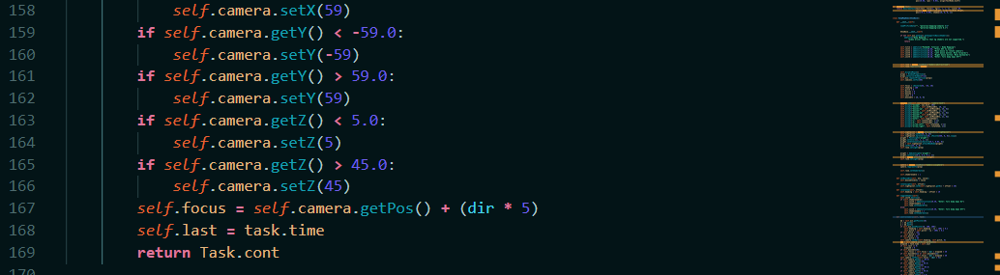 158 self.camera.setX(59)
159 if self.camera.getY() < -59.0:
160 self.camera.setY(-59)
161 if self.camera.getY() > 59.0:
162 self.camera.setY(59)
163 if self.camera.getZ() < 5.0:
164 self.camera.setZ(5)
165 if self.camera.getZ() > 45.0:
166 self.camera.setZ(45)
167 self.focus = self.camera.getPos() + (dir * 5)
168 self.last = task.time
169 return Task.cont
170